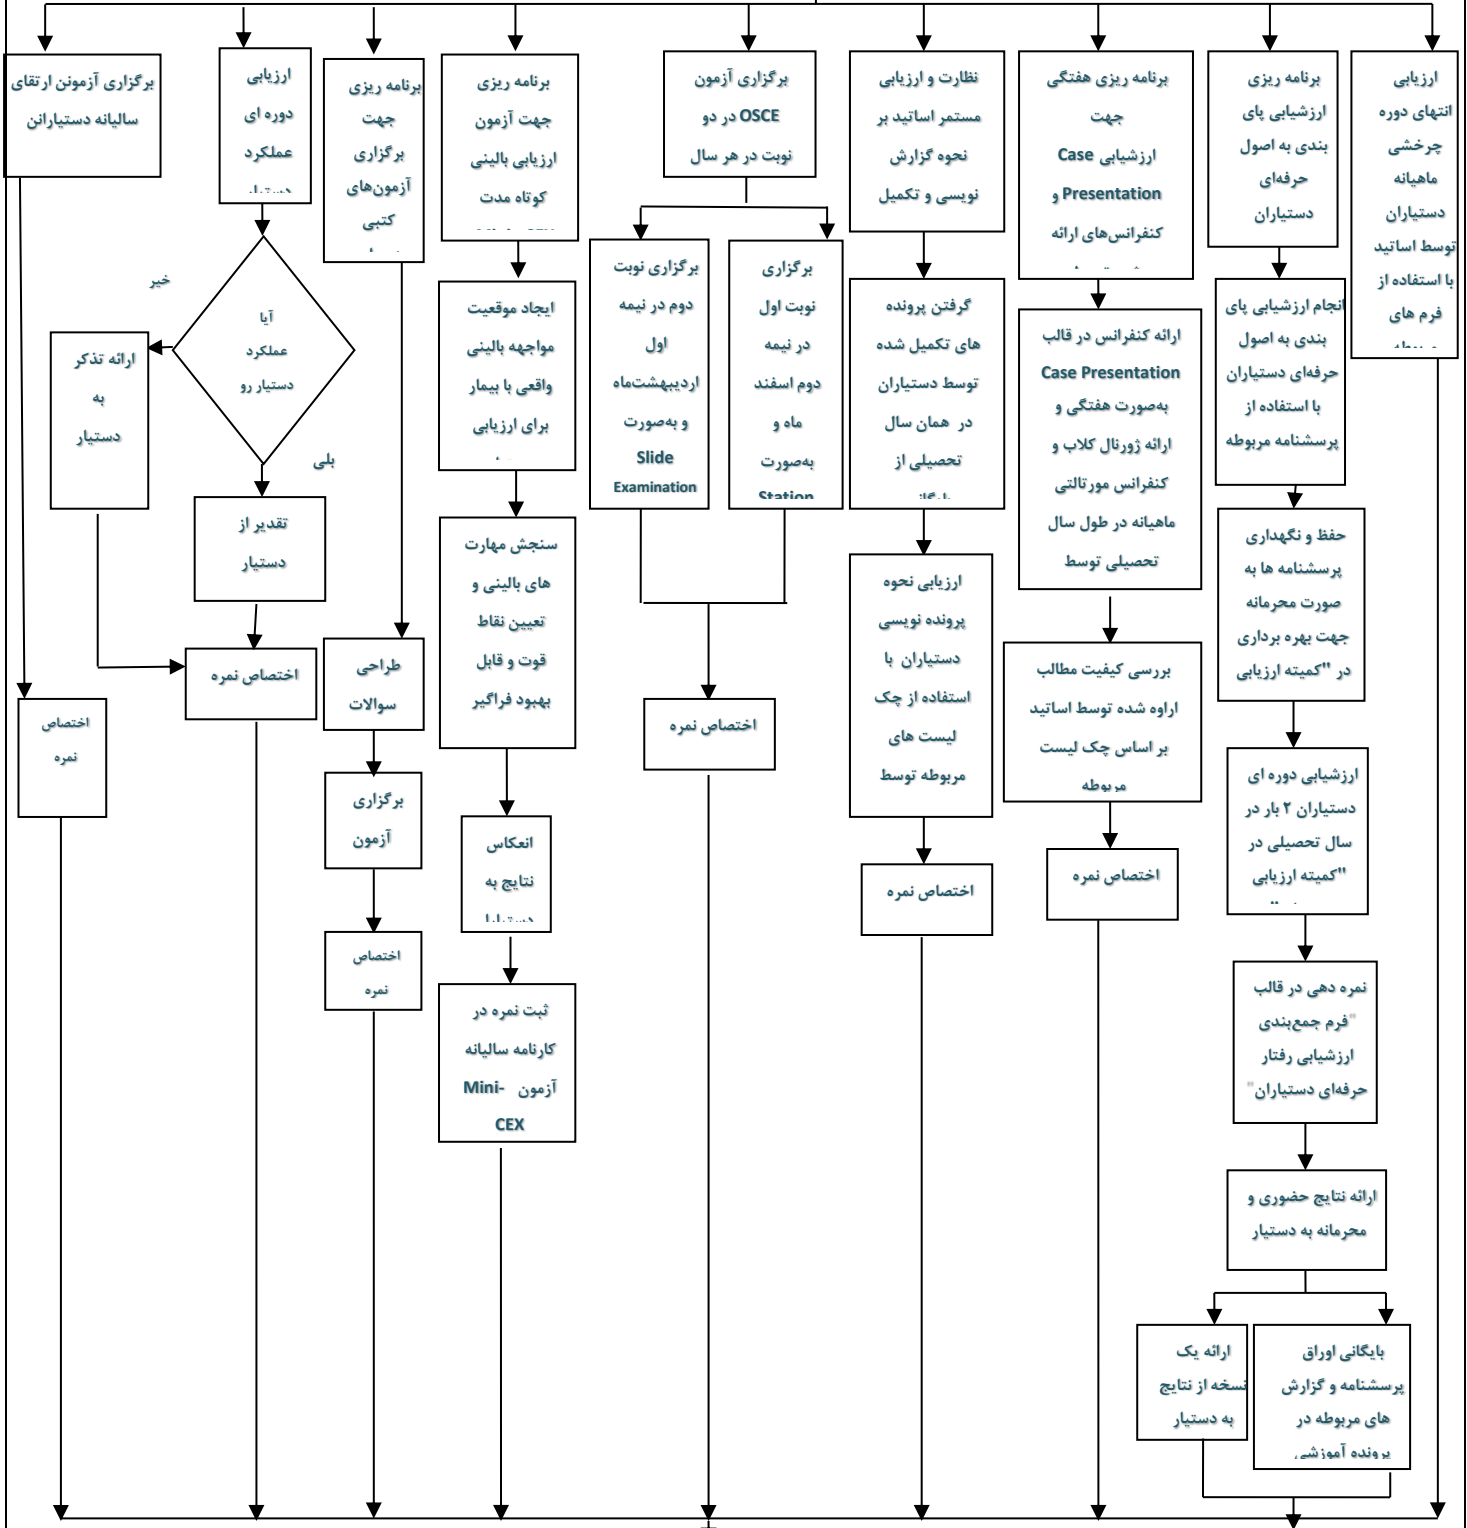 ارزیابی
انتهای دوره
چرخشی
ماهیانه
دستیاران
توسط اساتید
با استفاده از
فرم های
مربوطه
برنامه ریزی
ارزشیابی پای
بندی به اصول
حرفه‌ای
دستیاران
انجام ارزشیابی پای
بندی به اصول
حرفه‌ای دستیاران
با استفاده از
پرسشنامه مربوطه
حفظ و نگهداری
پرسشنامه ها به
صورت محرمانه
جهت بهره برداری
در "کمیته ارزیابی
ارزشیابی دوره ای
دستیاران ۲ بار در
سال تحصیلی در
"کمیته ارزیابی
نمره دهی در قالب
"فرم جمع‌بندی
ارزشیابی رفتار
حرفه‌ای دستیاران"
ارائه نتایج حضوری و
محرمانه به دستیار
بایگانی اوراق
پرسشنامه و گزارش
های مربوطه در
پرونده آموزشی
ارائه یک
نسخه از نتایج
به دستیار
برنامه ریزی هفتگی
جهت
ارزشیابی Case
Presentation و
کنفرانس‌های ارائه
ارائه کنفرانس در قالب
Case Presentation
به‌صورت هفتگی و
ارائه ژورنال کلاب و
کنفرانس مورتالتی
ماهیانه در طول سال
تحصیلی توسط
بررسی کیفیت مطالب
اراوه شده توسط اساتید
بر اساس چک لیست
مربوطه
اختصاص نمره
نظارت و ارزیابی
مستمر اساتید بر
نحوه گزارش
نویسی و تکمیل
گرفتن پرونده
های تکمیل شده
توسط دستیاران
در همان سال
تحصیلی از
بایگانی
ارزیابی نحوه
پرونده نویسی
دستیاران با
استفاده از چک
لیست های
مربوطه توسط
اختصاص نمره
برگزاری آزمون
OSCE در دو
نوبت در هر سال
برگزاری
نوبت اول
در نیمه
دوم اسفند
ماه و
به‌صورت
Station
برگزاری نوبت
دوم در نیمه
اول
اردیبهشت‌ماه
و به‌صورت
Slide
Examination
اختصاص نمره
برنامه ریزی
جهت آزمون
ارزیابی بالینی
کوتاه مدت
ایجاد موقعیت
مواجهه بالینی
واقعی با بیمار
برای ارزیابی
سنجش مهارت
های بالینی و
تعیین نقاط
قوت و قابل
بهبود فراگیر
انعکاس
نتایج به
ثبت نمره در
کارنامه سالیانه
آزمون Mini-
CEX
برنامه ریزی
جهت
برگزاری
آزمون‌های
کتبی
طراحی
سوالات
برگزاری
آزمون
اختصاص
نمره
ارزیابی
دوره ای
عملکرد
دستیار
آیا
عملکرد
دستیار رو
خیر
بلی
ارائه تذکر
به
دستیار
تقدیر از
دستیار
اختصاص نمره
برگزاری آزمونن ارتقای
سالیانه دستیارانن
اختصاص
نمره